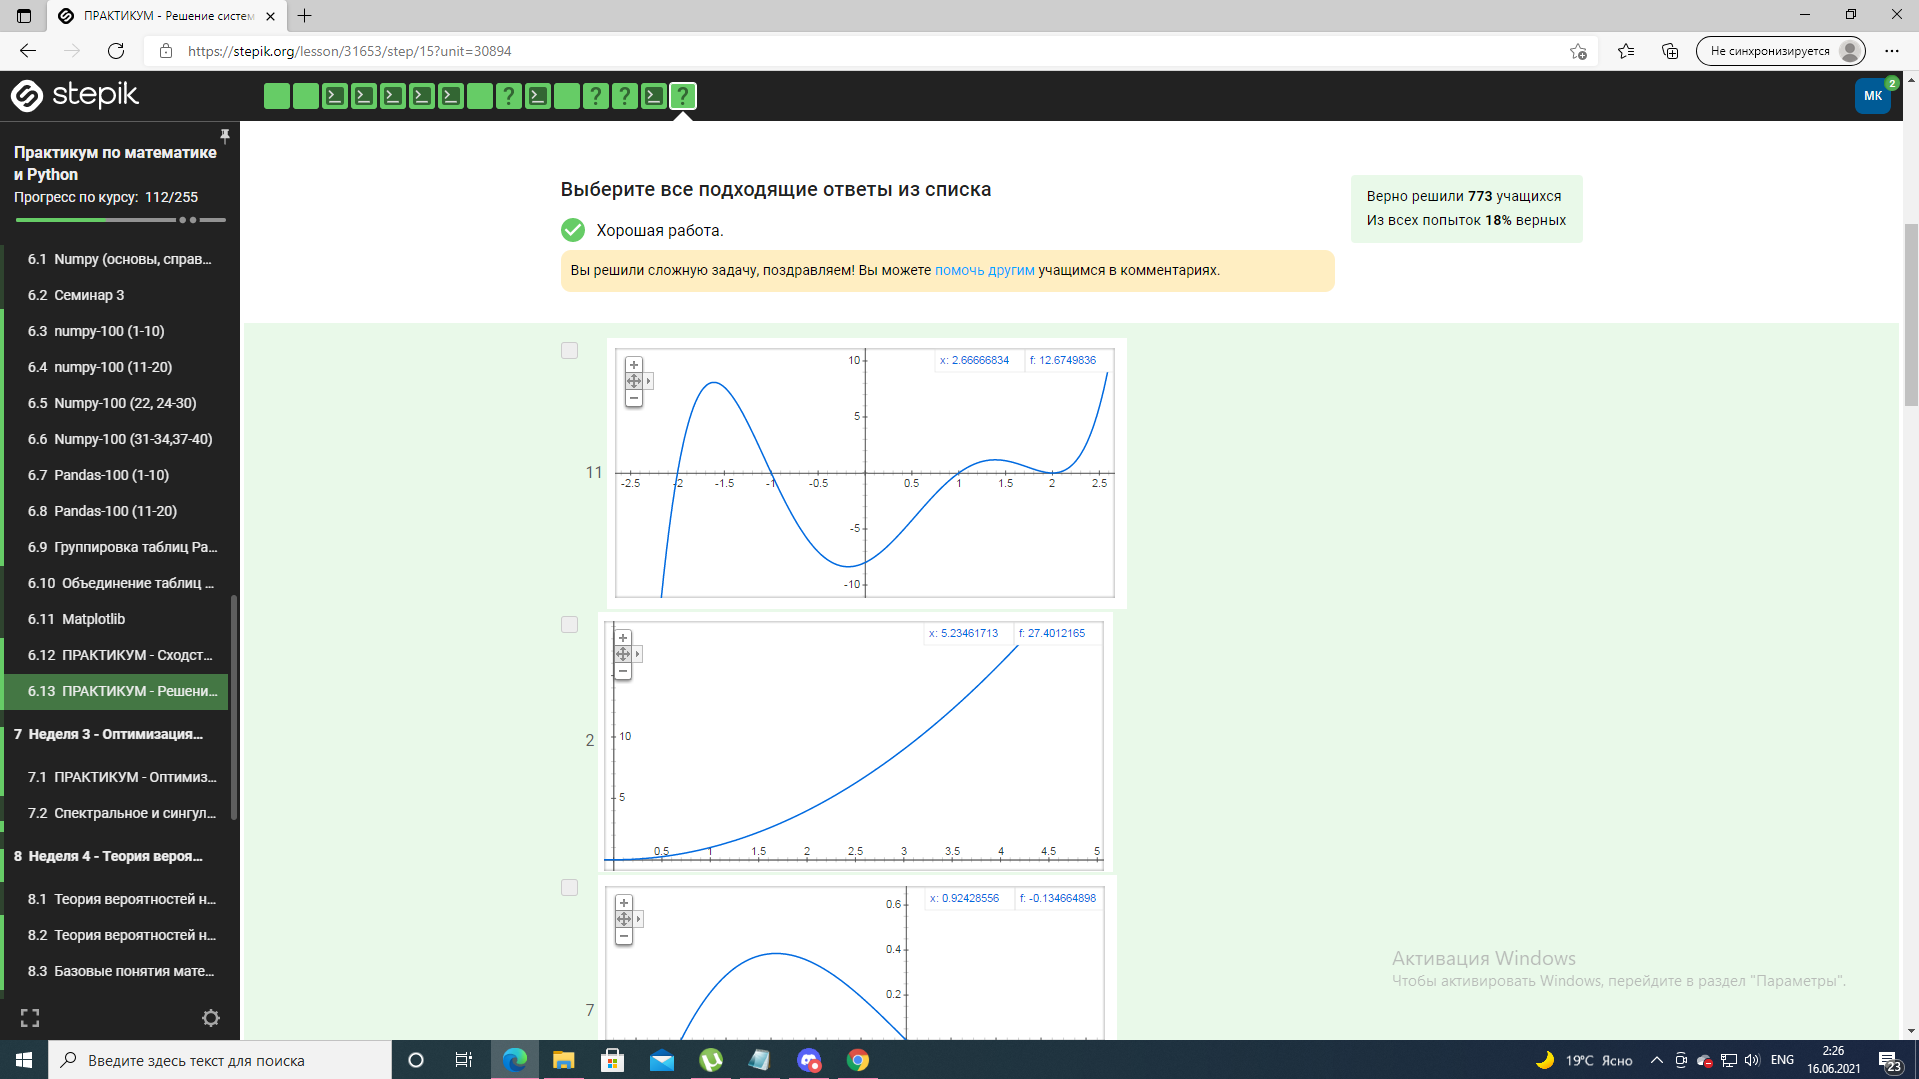 ПРАКТИКУМ - Решение систем
https://stepik.org/lesson/31653/step/15?unit=30894
Не синхронизируется
stepik
МК
2
Практикум по математике
и Python
Прогресс по курсу: 112/255
6.1 Numpy (основы, справ...
6.2 Семинар 3
6.3 numpy-100 (1-10)
6.4 numpy-100 (11-20)
6.5 Numpy-100 (22, 24-30)
6.6 Numpy-100 (31-34,37-40)
6.7 Pandas-100 (1-10)
6.8 Pandas-100 (11-20)
6.9 Группировка таблиц Pa...
6.10 Объединение таблиц ...
6.11 Matplotlib
6.12 ПРАКТИКУМ - Сходст...
6.13 ПРАКТИКУМ - Решени...
7 Неделя 3 - Оптимизация...
7.1 ПРАКТИКУМ - Оптимиз...
7.2 Спектральное и сингул...
8 Неделя 4 - Теория вероя...
8.1 Теория вероятностей н...
8.2 Теория вероятностей н...
8.3 Базовые понятия мате...
Выберите все подходящие ответы из списка
Хорошая работа.
Вы решили сложную задачу, поздравляем! Вы можете помочь другим учащимся в комментариях.
Верно решили 773 учащихся
Из всех попыток 18% верных
11
x: 2.66666834 f: 12.6749836
10
5
-2.5 -2 -1.5 -1 -0.5 0.5 1 1.5 2 2.5
-5
-10
2
x: 5.23461713 f: 27.4012165
10
5
0.5 1 1.5 2 2.5 3 3.5 4 4.5 5
7
x: 0.92428556 f: -0.134664898
0.6
0.4
0.2
Активация Windows
Чтобы активировать Windows, перейдите в раздел "Параметры".
Введите здесь текст для поиска
19°C Ясно
ENG
2:26
16.06.2021
23